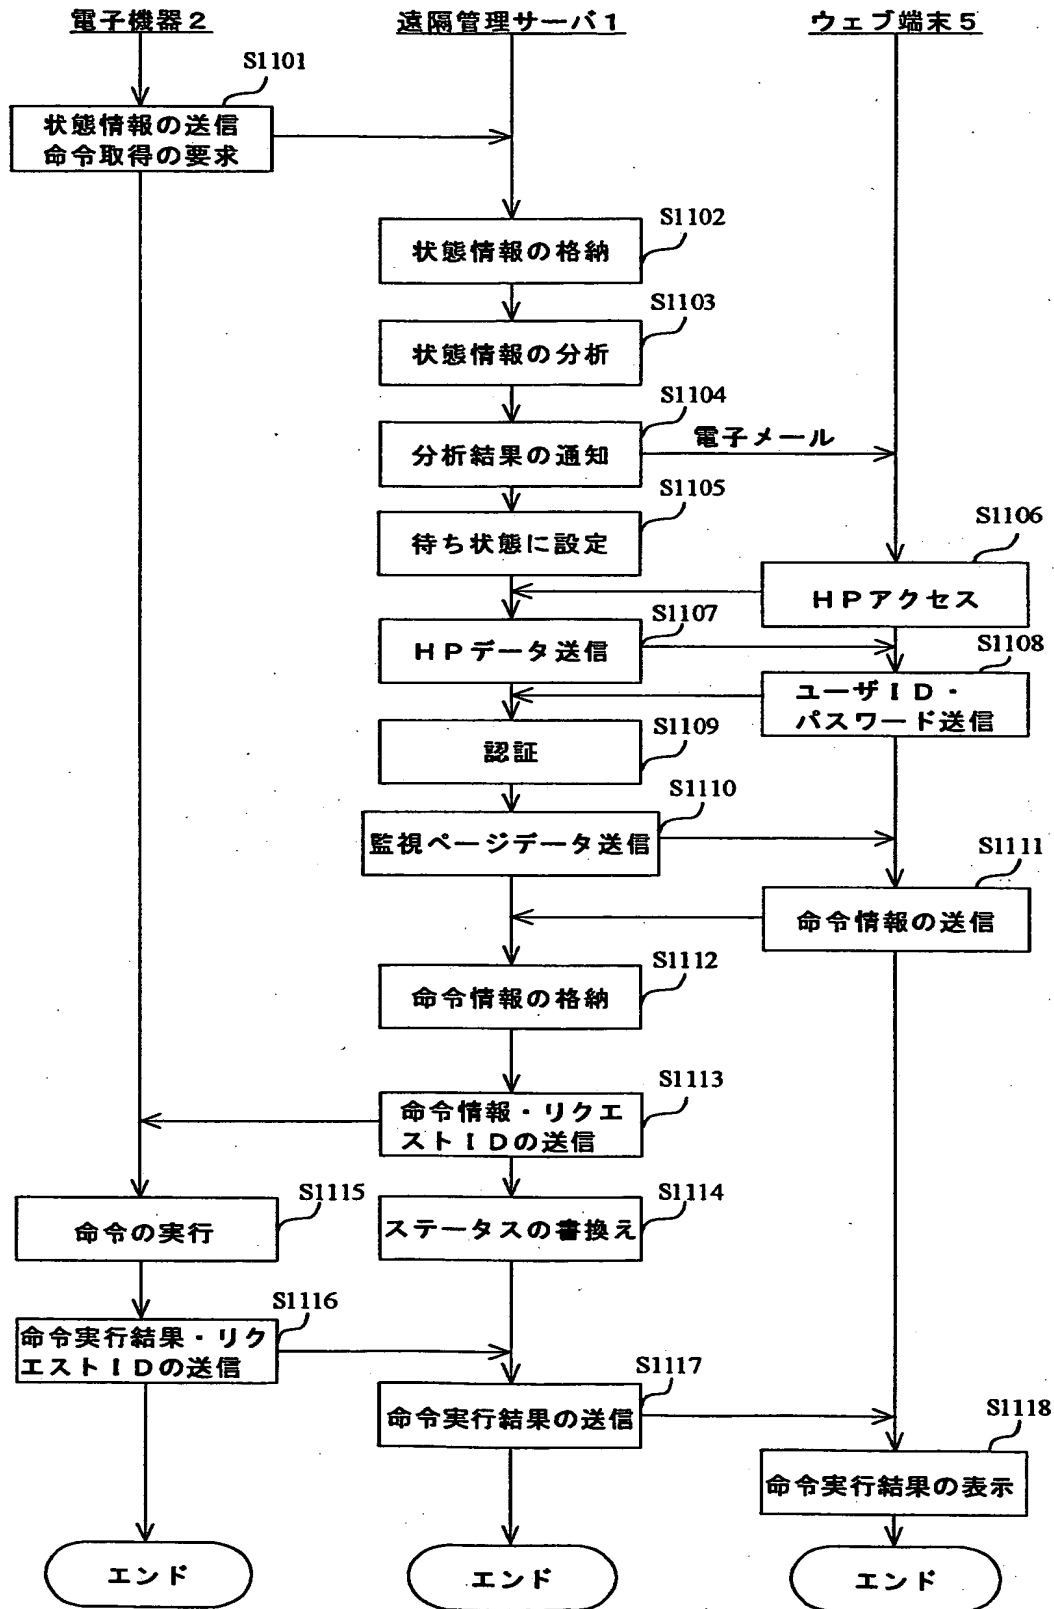 電子機器2
遠隔管理サーバ1
ウェブ端末5
S1101
状態情報の送信
命令取得の要求
S1102
状態情報の格納
S1103
状態情報の分析
S1104
分析結果の通知
電子メール
S1105
待ち状態に設定
S1106
HPアクセス
S1107
HPデータ送信
S1108
ユーザID・
パスワード送信
S1109
認証
S1110
監視ページデータ送信
S1111
命令情報の送信
S1112
命令情報の格納
S1113
命令情報・リクエ
ストIDの送信
S1115
命令の実行
S1114
ステータスの書換え
S1116
命令実行結果・リク
エストIDの送信
S1117
命令実行結果の送信
S1118
命令実行結果の表示
エンド
エンド
エンド